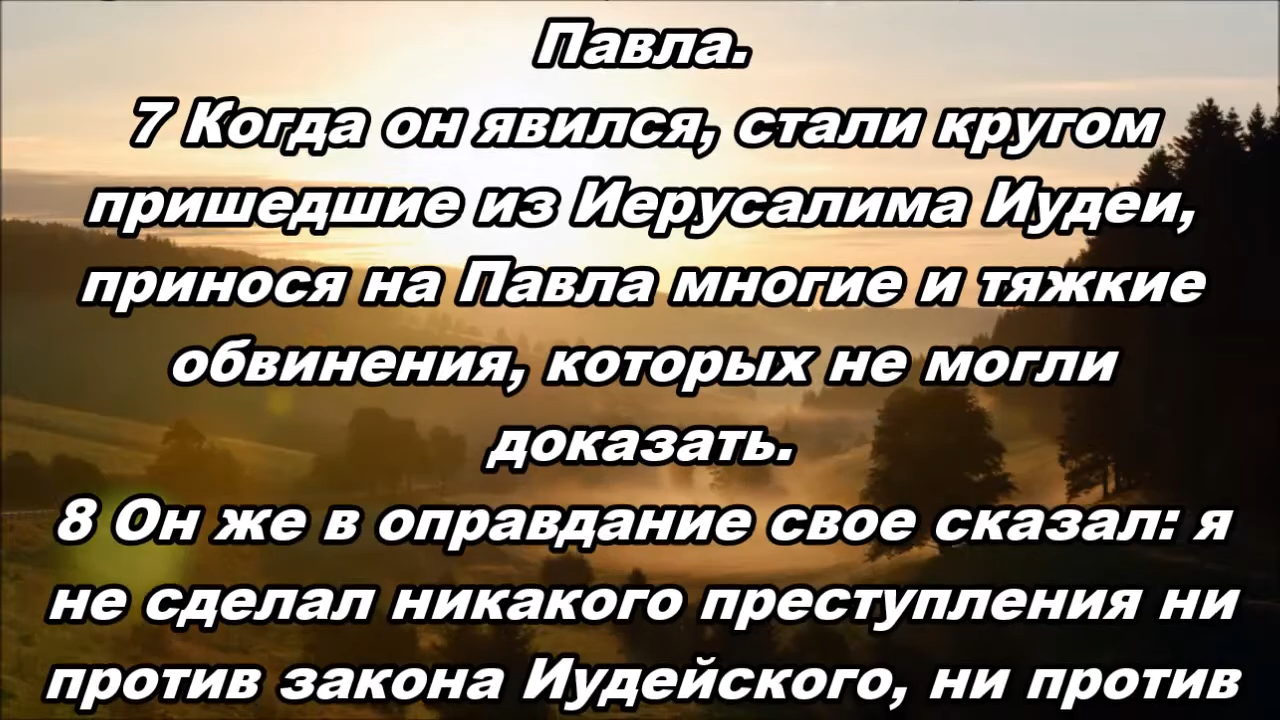 Павла.
7 Когда он явился, стали кругом
пришедшие из Иерусалима Иудеи,
принося на Павла многие и тяжкие
обвинения, которых не могли
доказать.
8 Он же в оправдание свое сказал: я
не сделал никакого преступления ни
против закона Иудейского, ни против